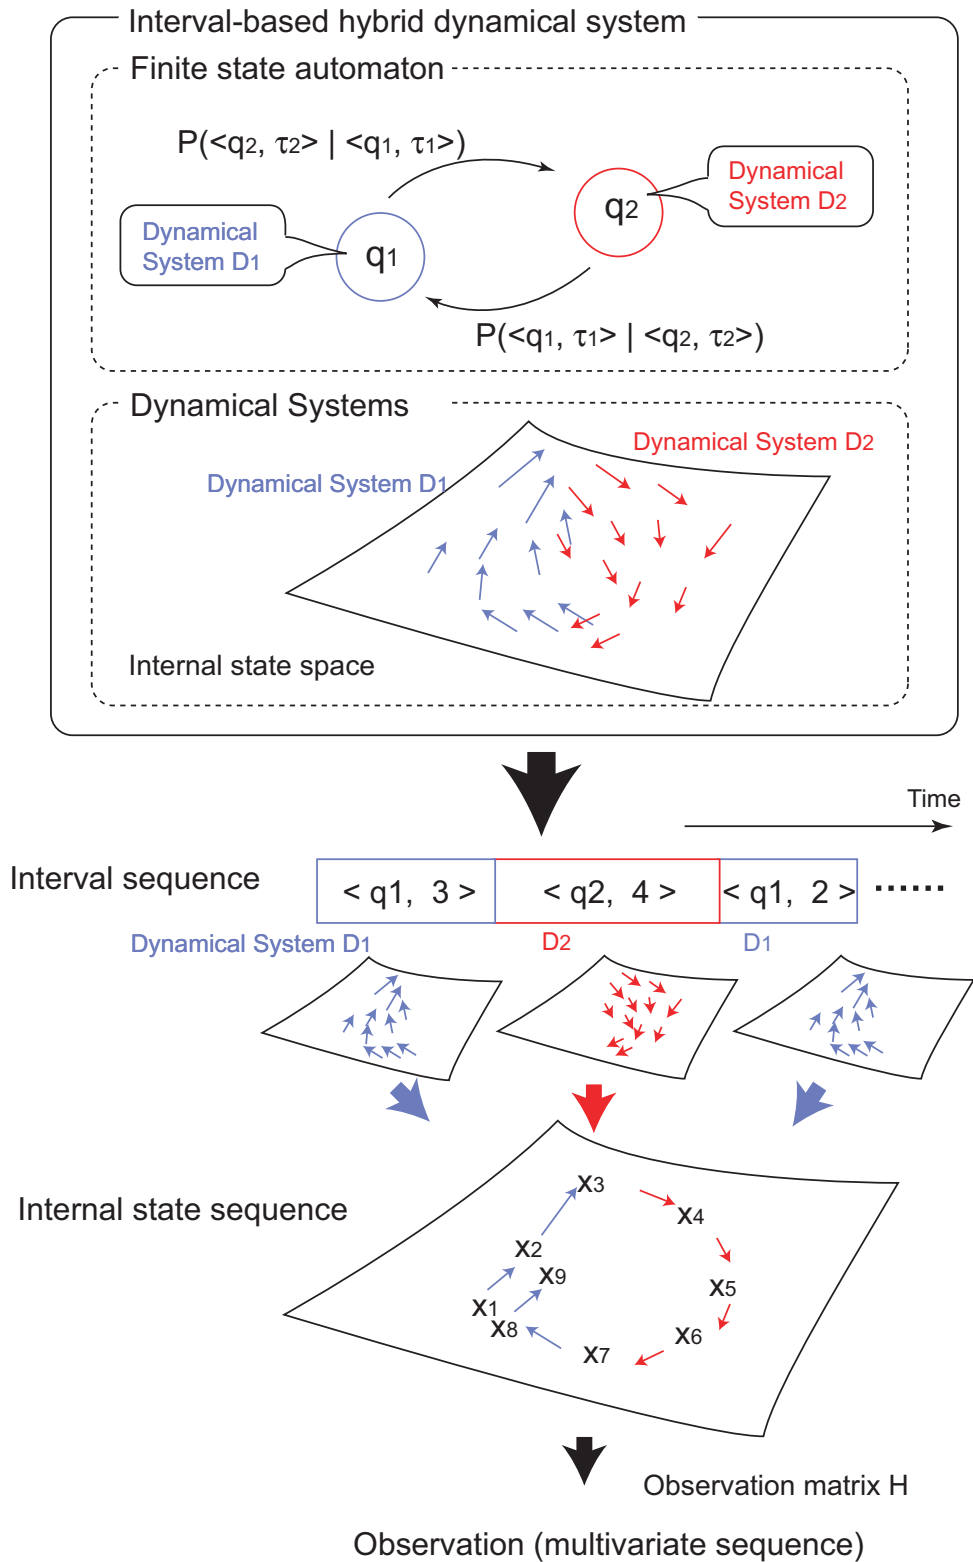 Interval-based hybrid dynamical system
Finite state automaton
P(<q2, τ2> | <q1, τ1>)
Dynamical
System D2
q2
Dynamical
System D1
q1
P(<q1, τ1> | <q2, τ2>)
Dynamical Systems
Dynamical System D2
Dynamical System D1
Internal state space
Time
Interval sequence
< q1, 3 >
< q2, 4 >
< q1, 2 >
......
Dynamical System D1
D2
D1
Internal state sequence
x3
x4
x2
x9
x5
x1
x8
x6
x7
Observation matrix H
Observation (multivariate sequence)